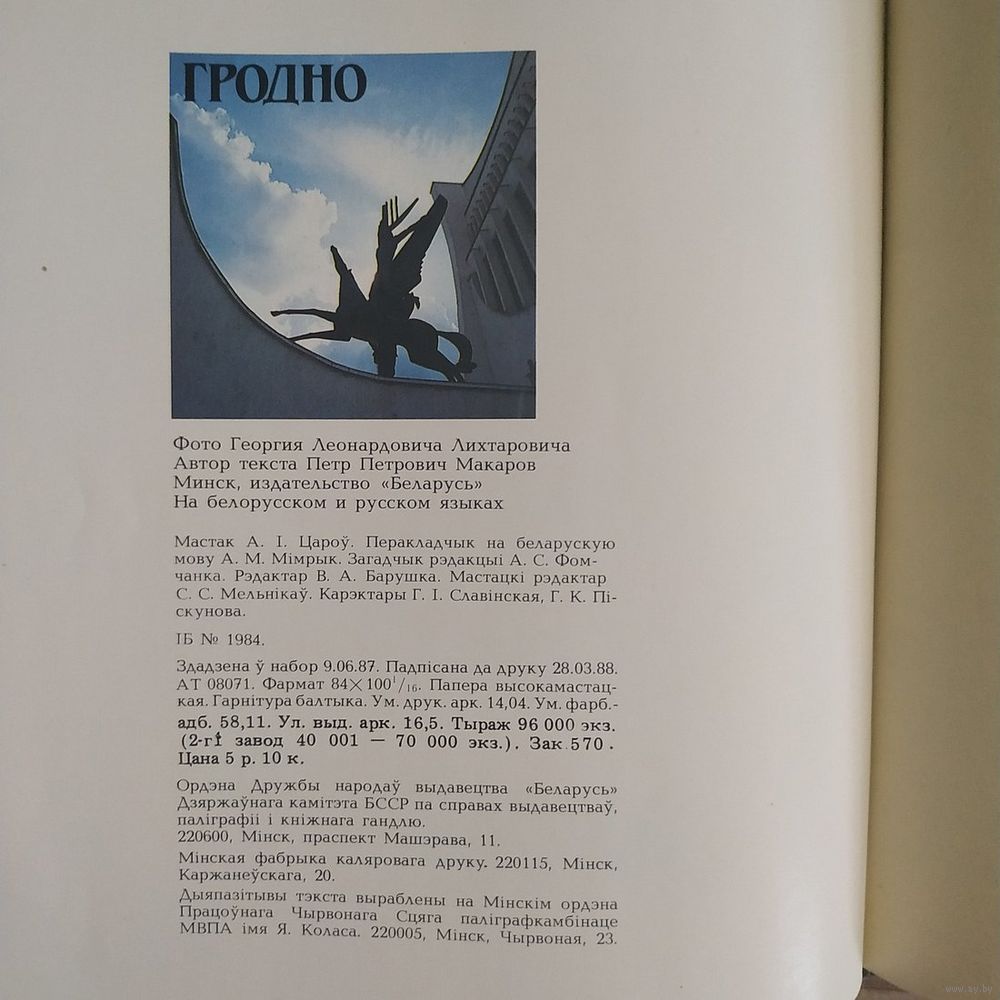 ГРОДНО
Фото Георгия Леонардовича Лихтаровича
Автор текста Петр Петрович Макаров
Минск, издательство «Беларусь»
На белорусском и русском языках
Мастак А. І. Цароў. Перакладчык на беларускую
мову А. М. Мімрык. Загадчык рэдакцыі А. С. Фом-
чанка. Рэдактар В. А. Барушка. Мастацкі рэдактар
С. С. Мельнікаў. Карэктары Г. І. Славінская, Г. К. Пі-
скунова.
ІБ № 1984.
Здадзена ў набор 9.06.87. Падпісана да друку 28.03.88.
АТ 08071. Фармат 84×100¹/₁₆. Папера высокамастац-
кая. Гарнітура балтыка. Ум. друк. арк. 14,04. Ум. фарб.-
адб. 58,11. Ул. выд. арк. 16,5. Тыраж 96 000 экз.
(2-гі завод 40 001 — 70 000 экз.). Зак. 570.
Цана 5 р. 10 к.
Ордэна Дружбы народаў выдавецтва «Беларусь»
Дзяржаўнага камітэта БССР па справах выдавецтваў,
паліграфіі і кніжнага гандлю.
220600, Мінск, праспект Машэрава, 11.
Мінская фабрыка каляровага друку. 220115, Мінск,
Каржанеўскага, 20.
Дыяпазітывы тэкста выраблены на Мінскім ордэна
Працоўнага Чырвонага Сцяга паліграфкамбінаце
МВПА імя Я. Коласа. 220005, Мінск, Чырвоная, 23.
www.ay.by